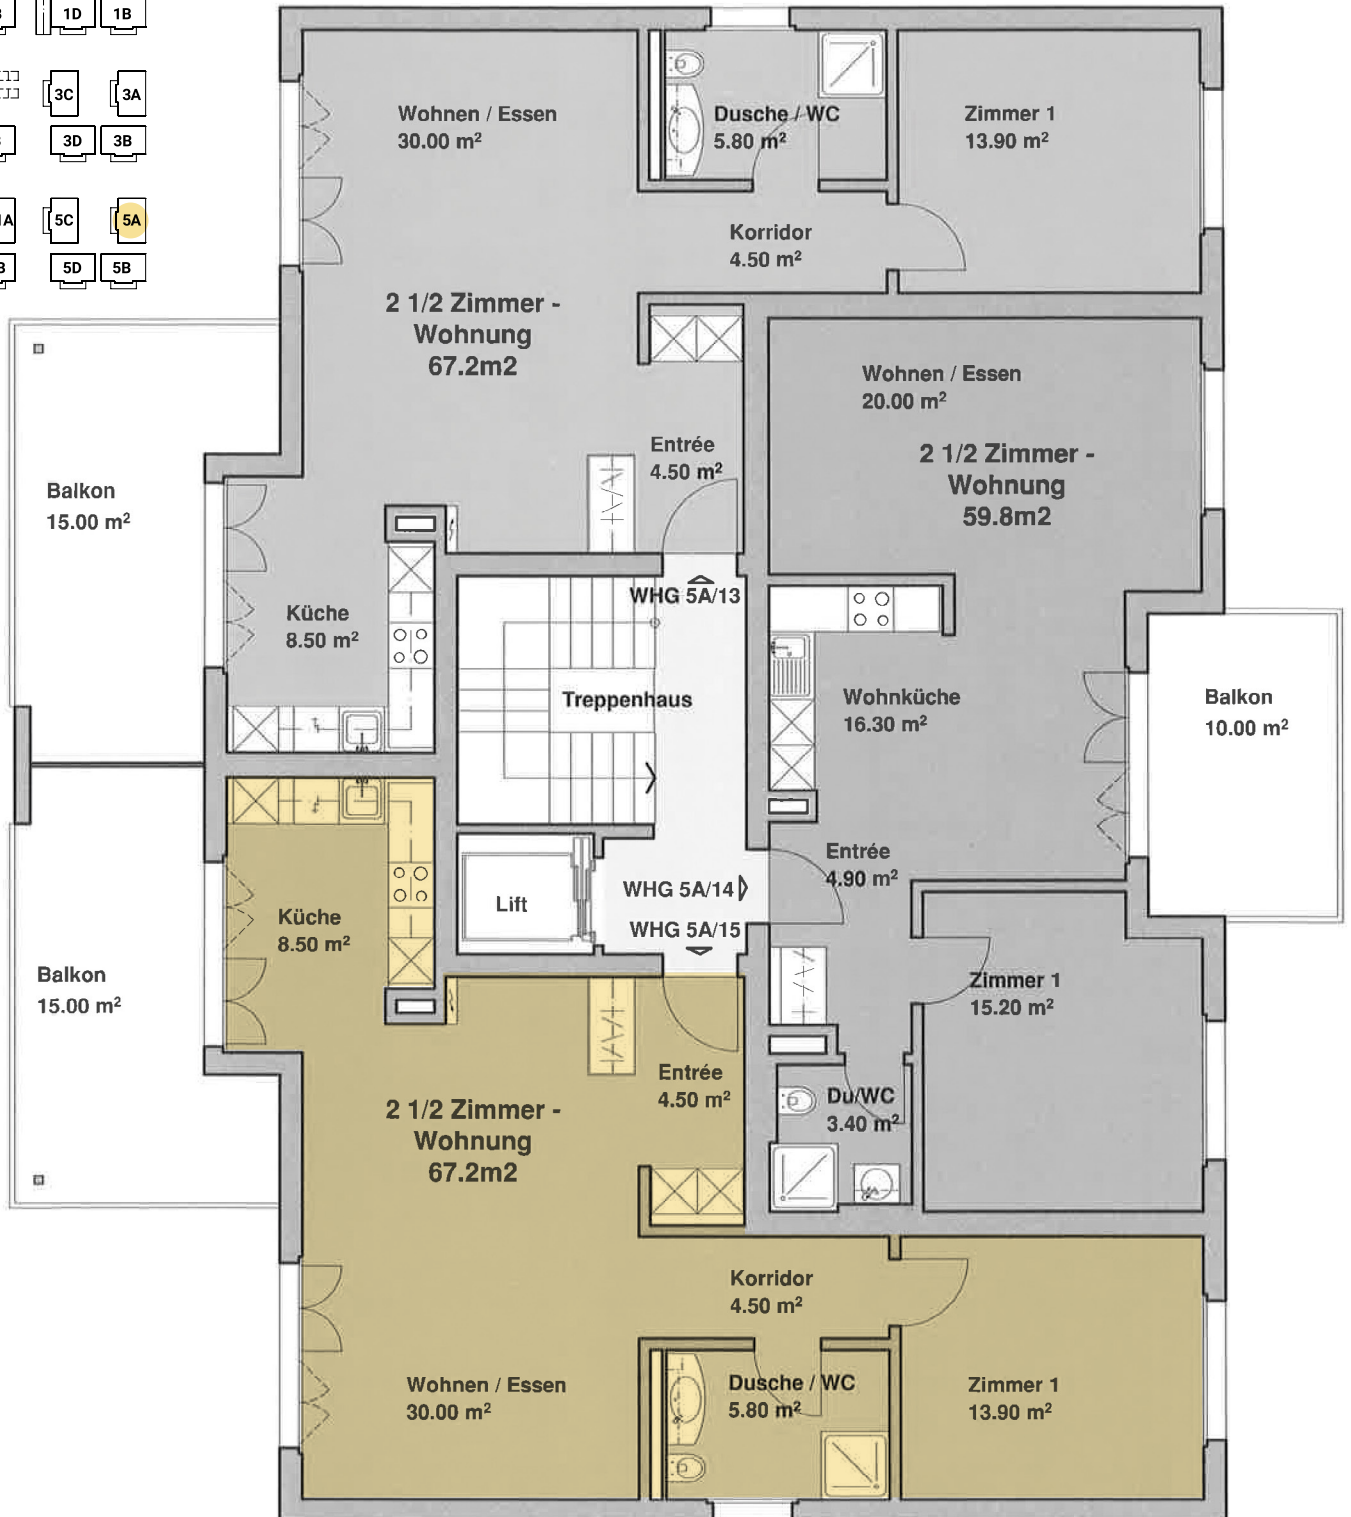 1D 1B
3C 3A
3D 3B
5C 5A
5D 5B
Wohnen / Essen
30.00 m²
Dusche / WC
5.80 m²
Zimmer 1
13.90 m²
Korridor
4.50 m²
2 1/2 Zimmer -
Wohnung
67.2m2
Wohnen / Essen
20.00 m²
Entrée
4.50 m²
2 1/2 Zimmer -
Wohnung
59.8m2
Balkon
15.00 m²
Küche
8.50 m²
WHG 5A/13
Treppenhaus
Wohnküche
16.30 m²
Balkon
10.00 m²
Entrée
4.90 m²
WHG 5A/14
Lift
WHG 5A/15
Küche
8.50 m²
Balkon
15.00 m²
Zimmer 1
15.20 m²
Entrée
4.50 m²
Du/WC
3.40 m²
2 1/2 Zimmer -
Wohnung
67.2m2
Korridor
4.50 m²
Wohnen / Essen
30.00 m²
Dusche / WC
5.80 m²
Zimmer 1
13.90 m²